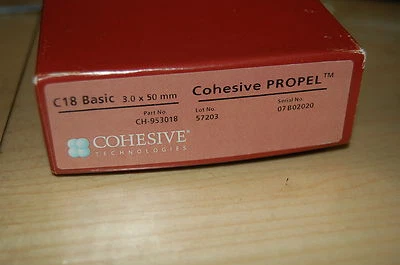 C18 Basic 3.0 x 50 mm Cohesive PROPEL™
Part No. Lot No. Serial No.
CH-953018 57203 07B02020
COHESIVE®
TECHNOLOGIES